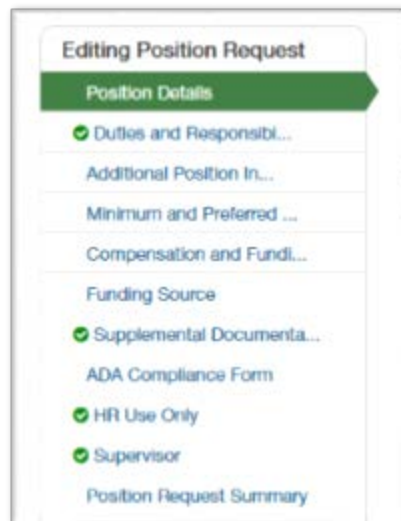 Editing Position Request
Position Details
Duties and Responsibi...
Additional Position In...
Minimum and Preferred ...
Compensation and Fundi...
Funding Source
Supplemental Documenta...
ADA Compliance Form
HR Use Only
Supervisor
Position Request Summary